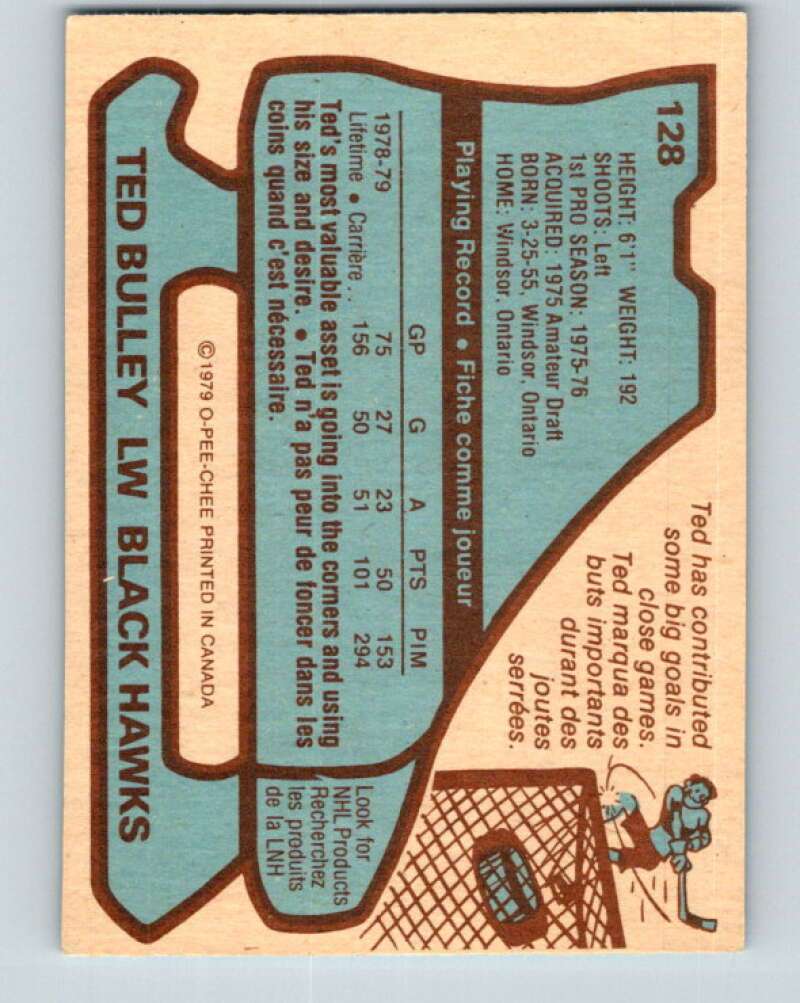 128
HEIGHT: 6'1" WEIGHT: 192
SHOOTS: Left
1st PRO SEASON: 1975-76
ACQUIRED: 1975 Amateur Draft
BORN: 3-25-55, Windsor, Ontario
HOME: Windsor, Ontario
Ted has contributed
some big goals in
close games.
Ted marqua des
buts importants
durant des
joutes
serrées.
Playing Record • Fiche comme joueur
GP G A PTS PIM
1978-79 75 27 23 50 153
Lifetime • Carrière . . 156 50 51 101 294
Ted's most valuable asset is going into the corners and using
his size and desire. • Ted n'a pas peur de foncer dans les
coins quand c'est nécessaire.
Look for
NHL Products
Recherchez
les produits
de la LNH
© 1979 O-PEE-CHEE PRINTED IN CANADA
TED BULLEY LW BLACK HAWKS